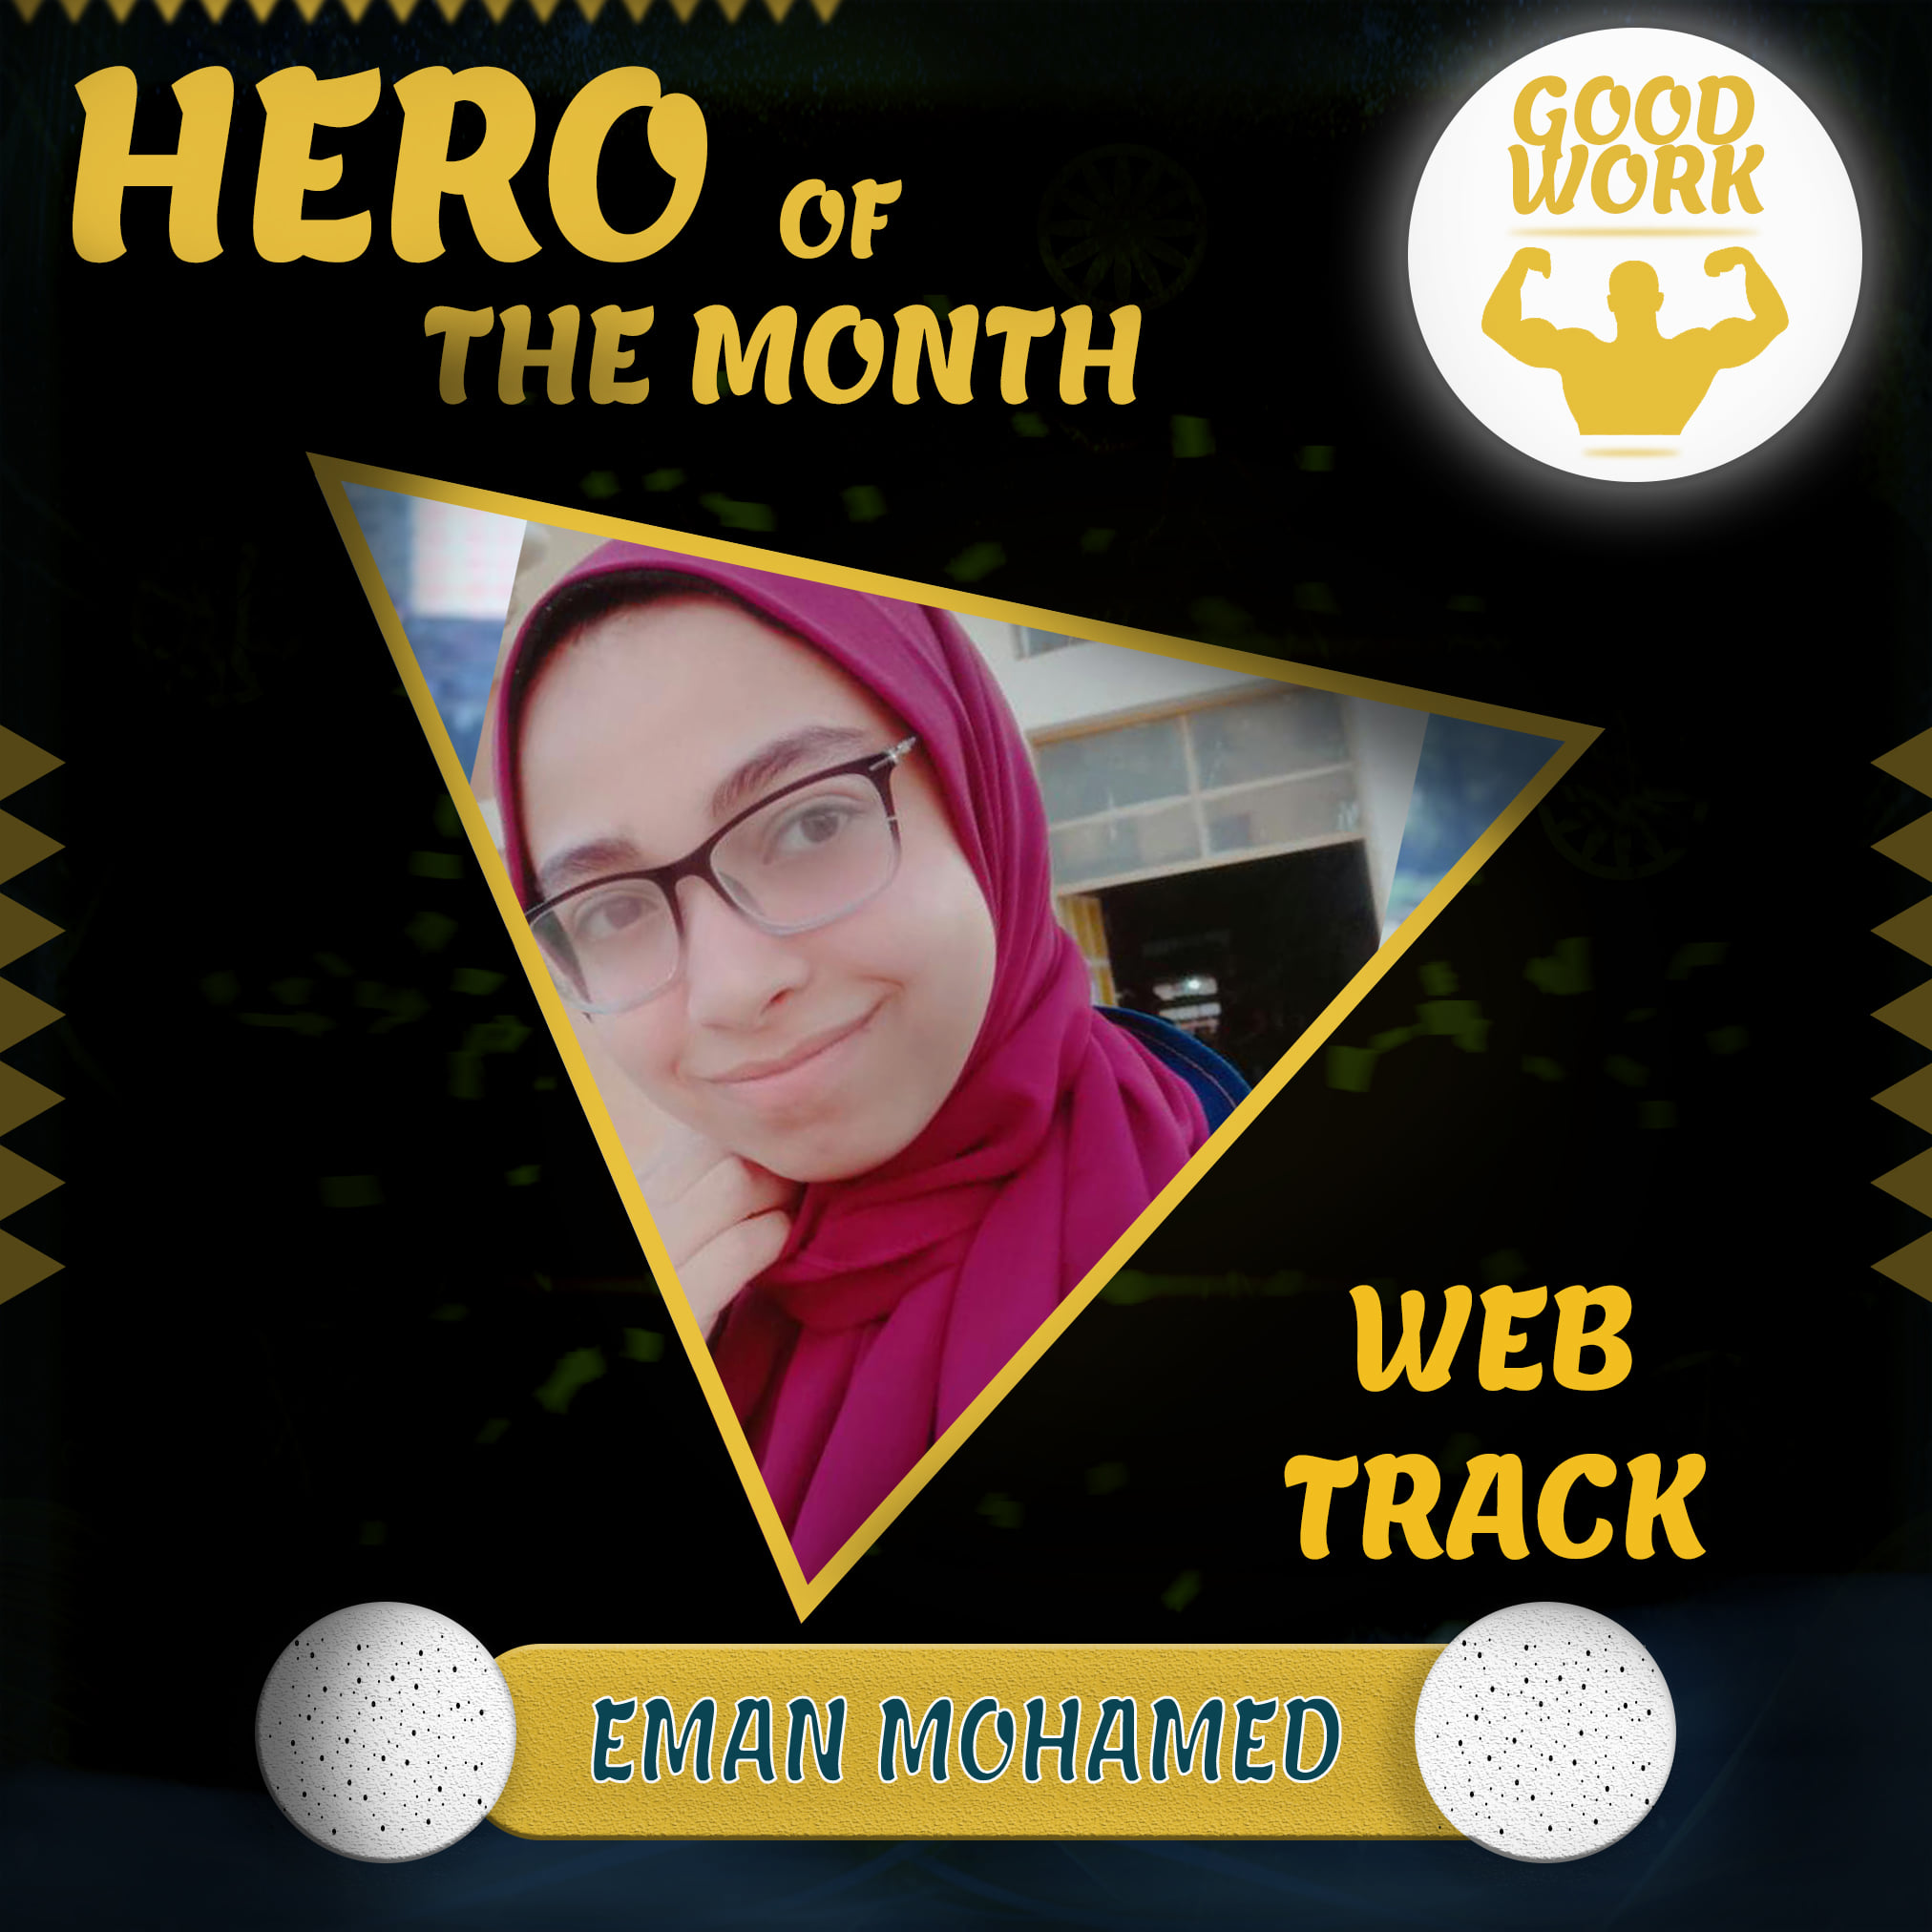 HERO OF
THE MONTH
GOOD
WORK
WEB
TRACK
EMAN MOHAMED